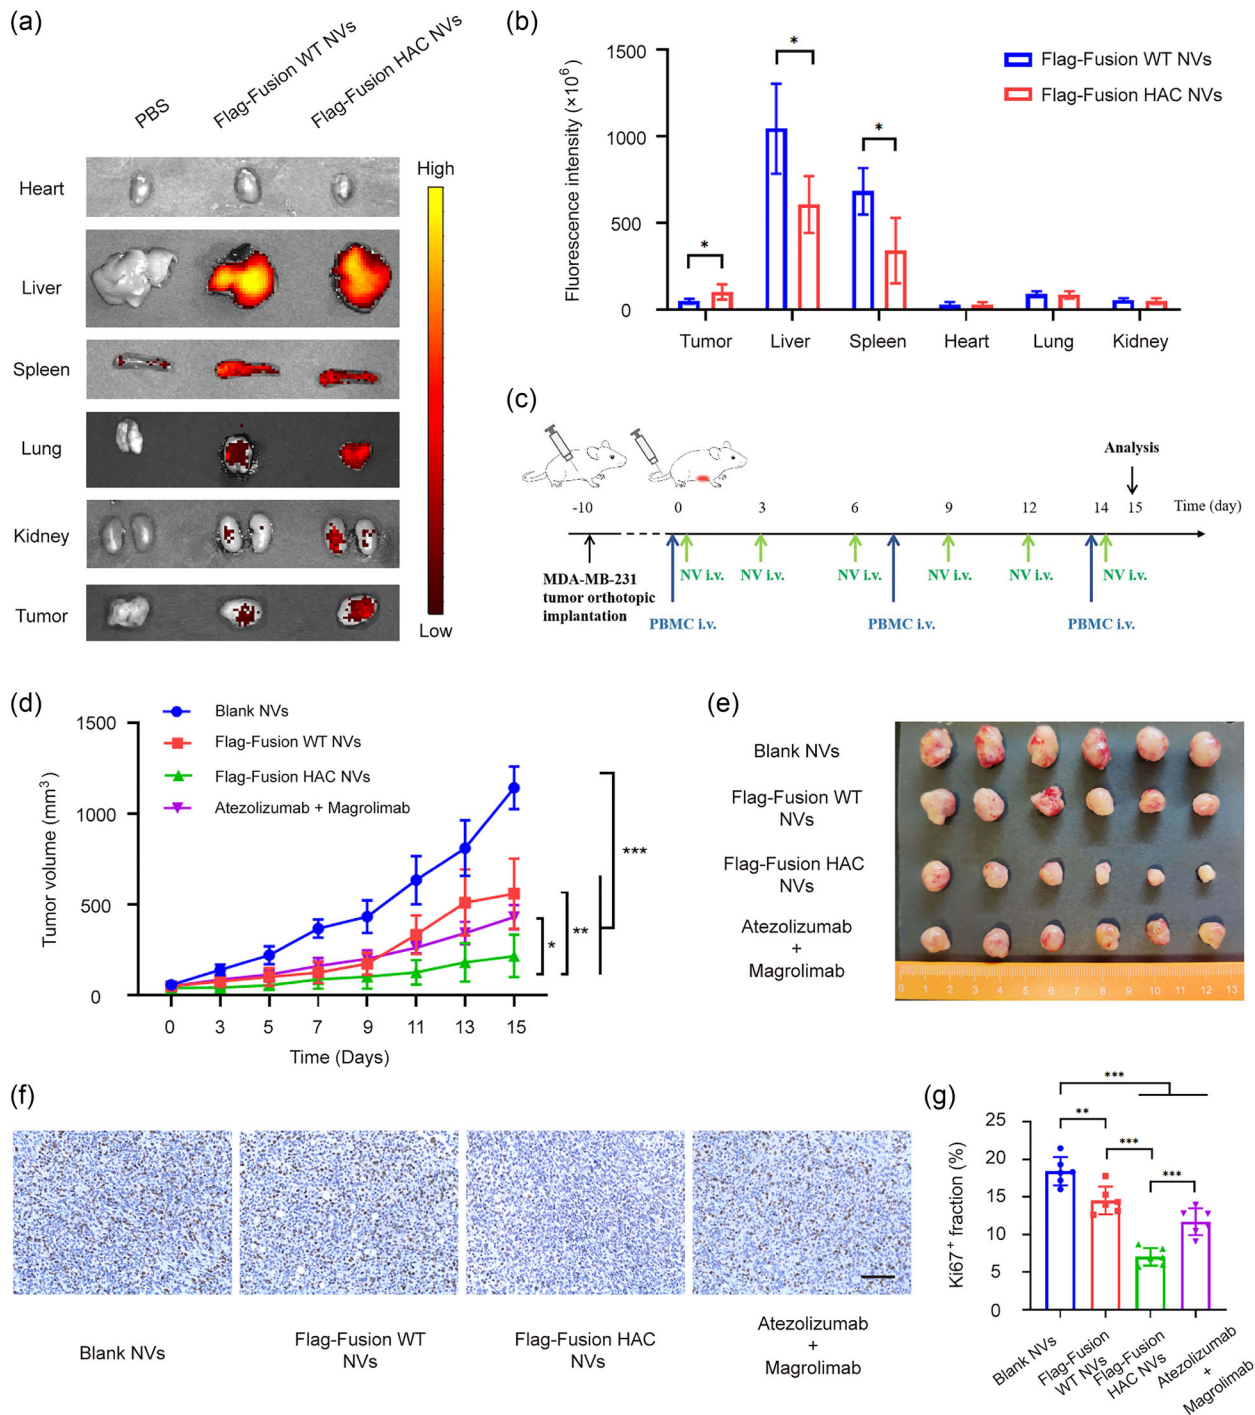 (a)
PBS
Flag-Fusion WT NVs
Flag-Fusion HAC NVs
Heart
Liver
Spleen
Lung
Kidney
Tumor
High
Low
(b)
Fluorescence intensity (×10⁶)
1500
1000
500
0
*
*
*
Flag-Fusion WT NVs
Flag-Fusion HAC NVs
Tumor Liver Spleen Heart Lung Kidney
(c)
Analysis
-10 0 3 6 9 12 14 15 Time (day)
MDA-MB-231
tumor orthotopic
implantation
NV i.v. NV i.v. NV i.v. NV i.v. NV i.v. NV i.v.
PBMC i.v. PBMC i.v. PBMC i.v.
(d)
Tumor volume (mm³)
1500
1000
500
0
Blank NVs
Flag-Fusion WT NVs
Flag-Fusion HAC NVs
Atezolizumab + Magrolimab
*
**
***
0 3 5 7 9 11 13 15
Time (Days)
(e)
Blank NVs
Flag-Fusion WT
NVs
Flag-Fusion HAC
NVs
Atezolizumab
+
Magrolimab
0 1 2 3 4 5 6 7 8 9 10 11 12 13
(f)
Blank NVs
Flag-Fusion WT
NVs
Flag-Fusion HAC
NVs
Atezolizumab
+
Magrolimab
(g)
Ki67⁺ fraction (%)
25
20
15
10
5
0
***
**
***
***
Blank NVs
Flag-Fusion
WT NVs
Flag-Fusion
HAC NVs
Atezolizumab
+
Magrolimab